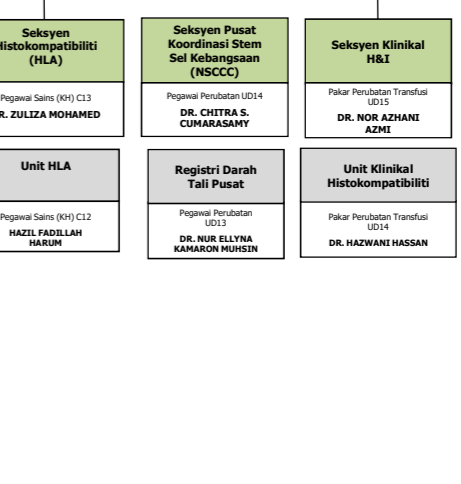 Seksyen
Histokompatibiliti
(HLA)
Pegawai Sains (KH) C13
DR. ZULIZA MOHAMED
Seksyen Pusat
Koordinasi Stem
Sel Kebangsaan
(NSCCC)
Pegawai Perubatan UD14
DR. CHITRA S.
CUMARASAMY
Seksyen Klinikal
H&I
Pakar Perubatan Transfusi
UD15
DR. NOR AZHANI
AZMI
Unit HLA
Pegawai Sains (KH) C12
HAZIL FADILLAH
HARUM
Registri Darah
Tali Pusat
Pegawai Perubatan
UD13
DR. NUR ELLYNA
KAMARON MUHSIN
Unit Klinikal
Histokompatibiliti
Pakar Perubatan Transfusi
UD14
DR. HAZWANI HASSAN